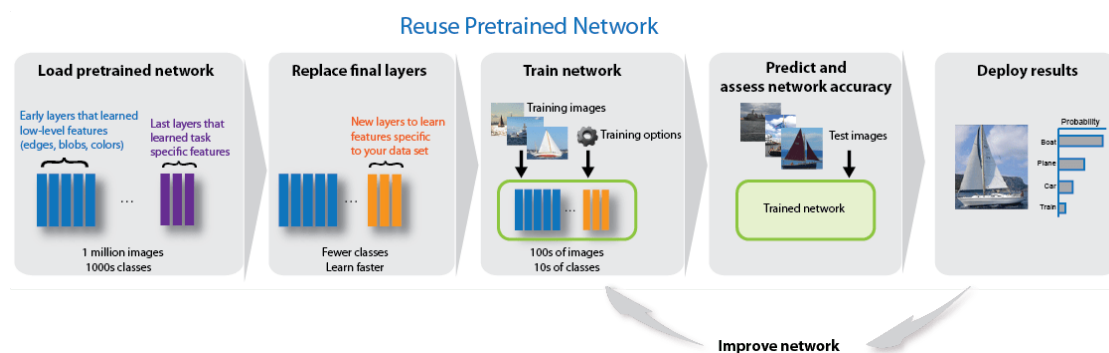 Reuse Pretrained Network
Load pretrained network
Early layers that learned
low-level features
(edges, blobs, colors)
Last layers that
learned task
specific features
...
1 million images
1000s classes
Replace final layers
New layers to learn
features specific
to your data set
...
Fewer classes
Learn faster
Train network
Training images
Training options
...
100s of images
10s of classes
Predict and
assess network accuracy
Test images
Trained network
Deploy results
Probability
Boat
Plane
Car
Train
Improve network